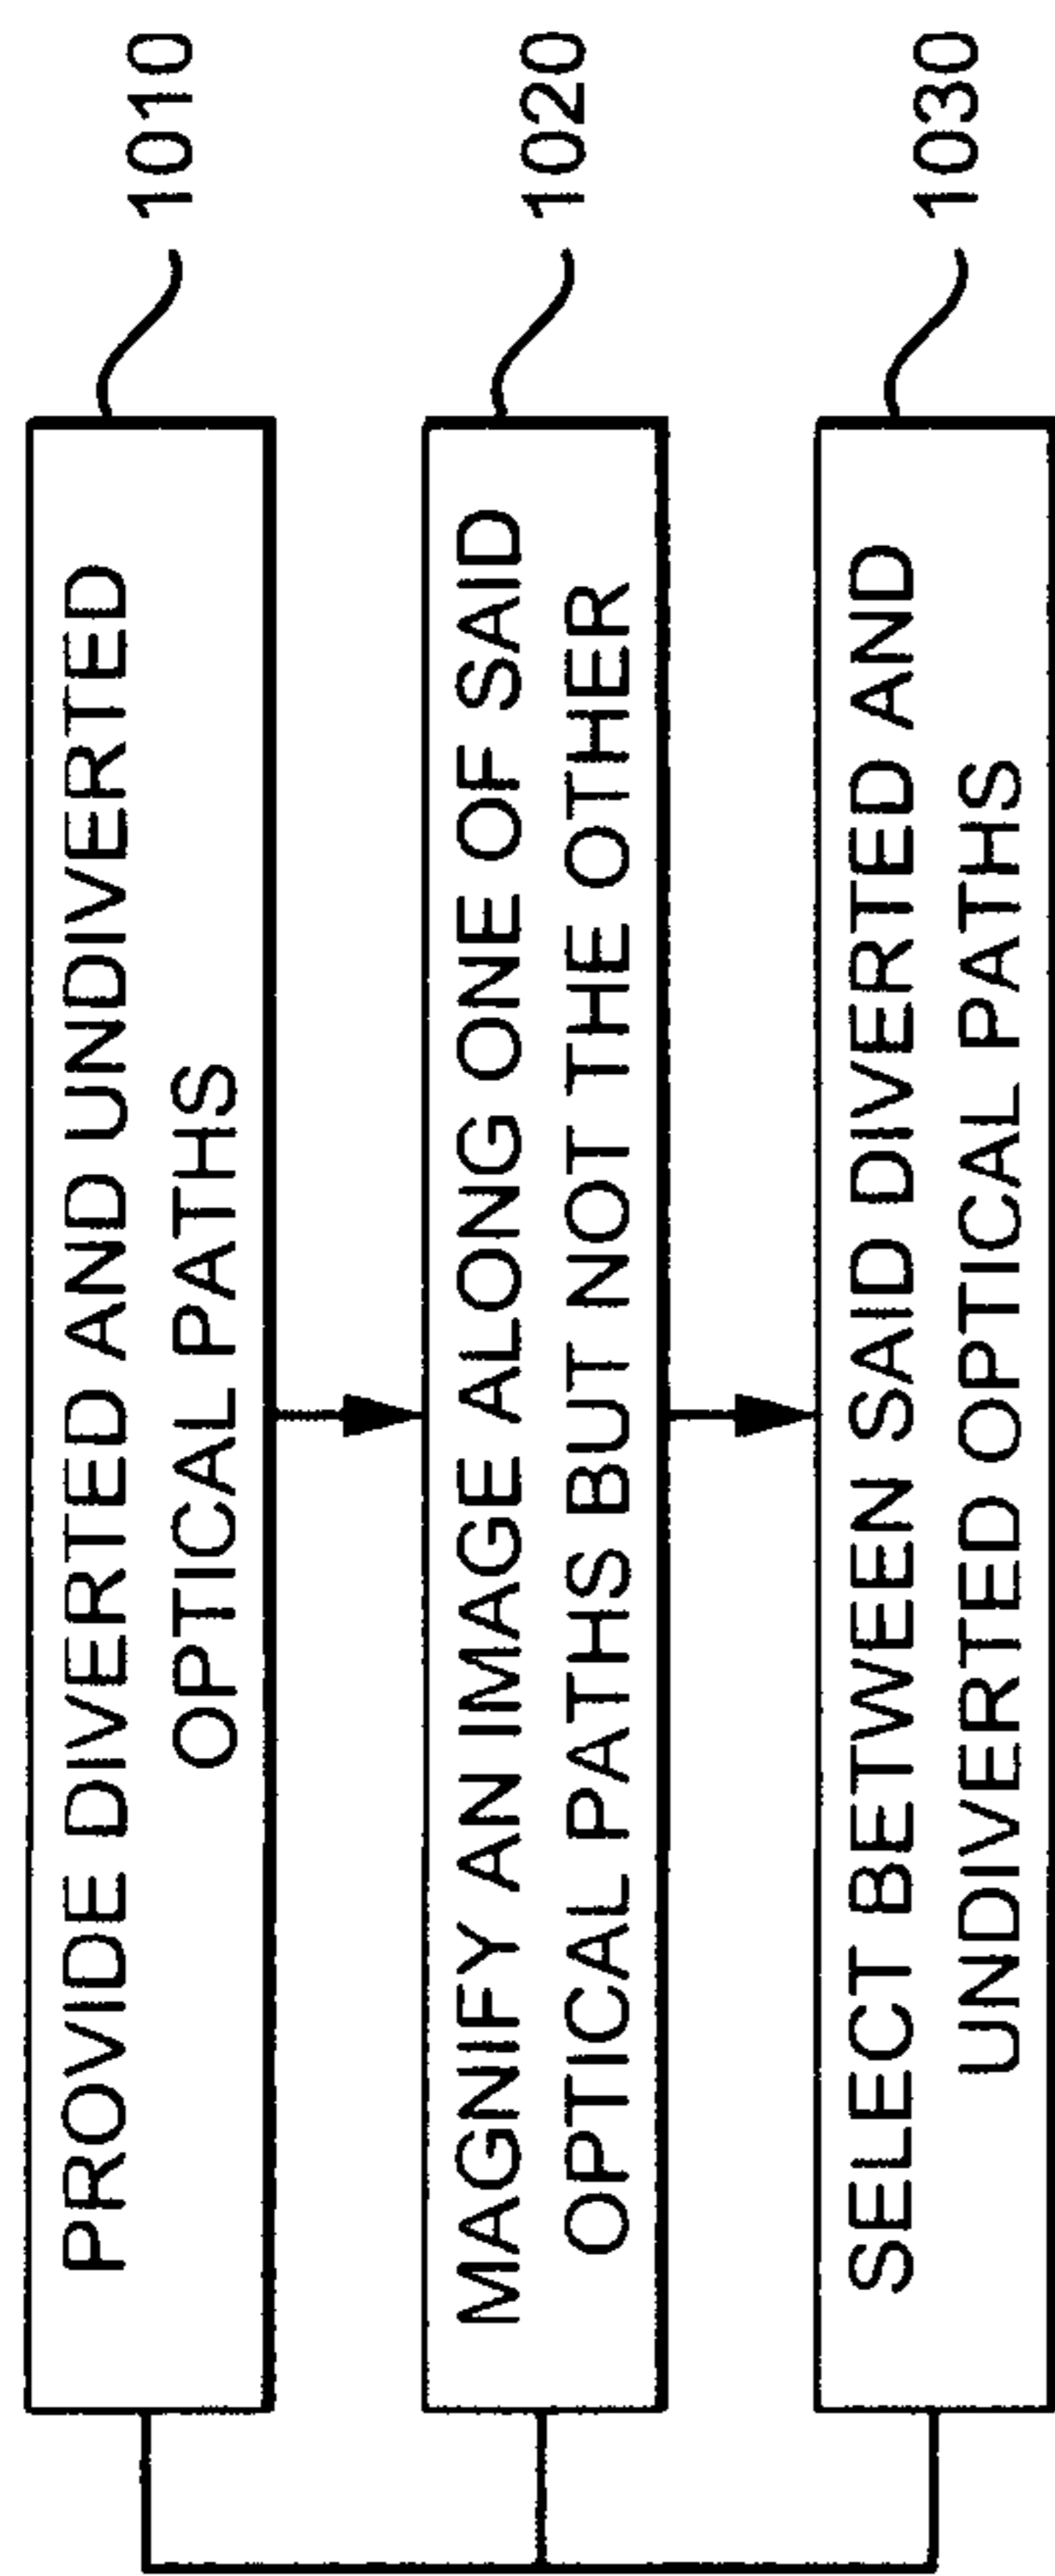 PROVIDE DIVERTED AND UNDIVERTED
OPTICAL PATHS
1010
MAGNIFY AN IMAGE ALONG ONE OF SAID
OPTICAL PATHS BUT NOT THE OTHER
1020
SELECT BETWEEN SAID DIVERTED AND
UNDIVERTED OPTICAL PATHS
1030